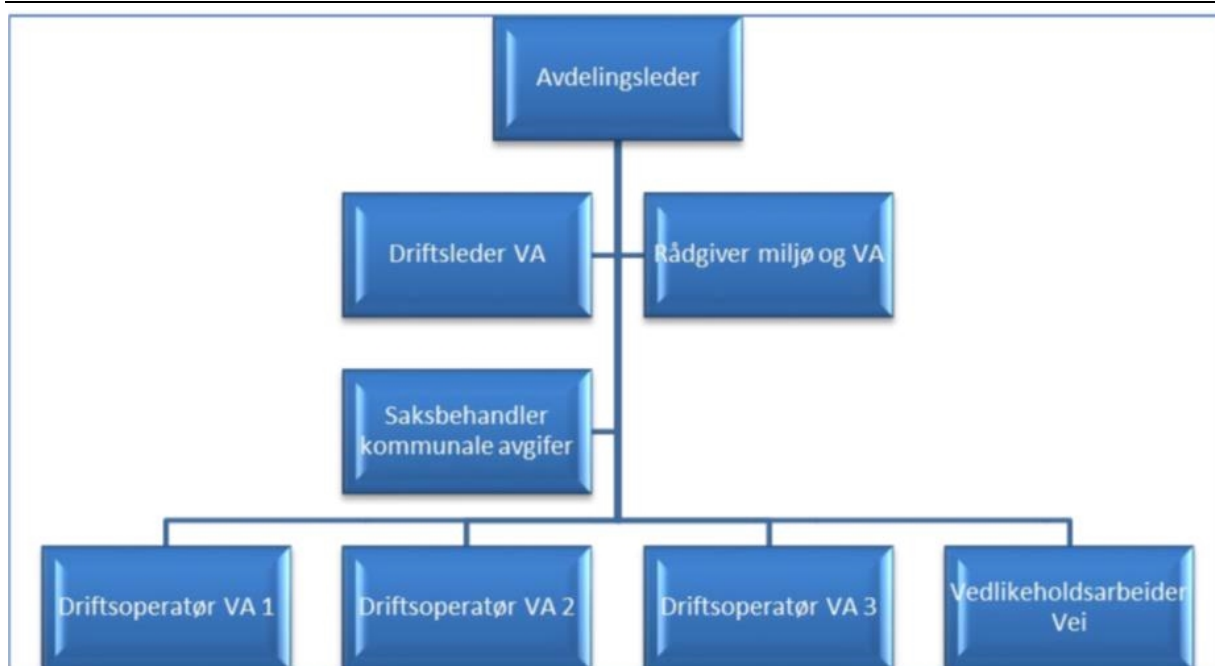 Avdelingsleder
Driftsleder VA
Rådgiver miljø og VA
Saksbehandler
kommunale avgifer
Driftsoperatør VA 1
Driftsoperatør VA 2
Driftsoperatør VA 3
Vedlikeholdsarbeider
Vei